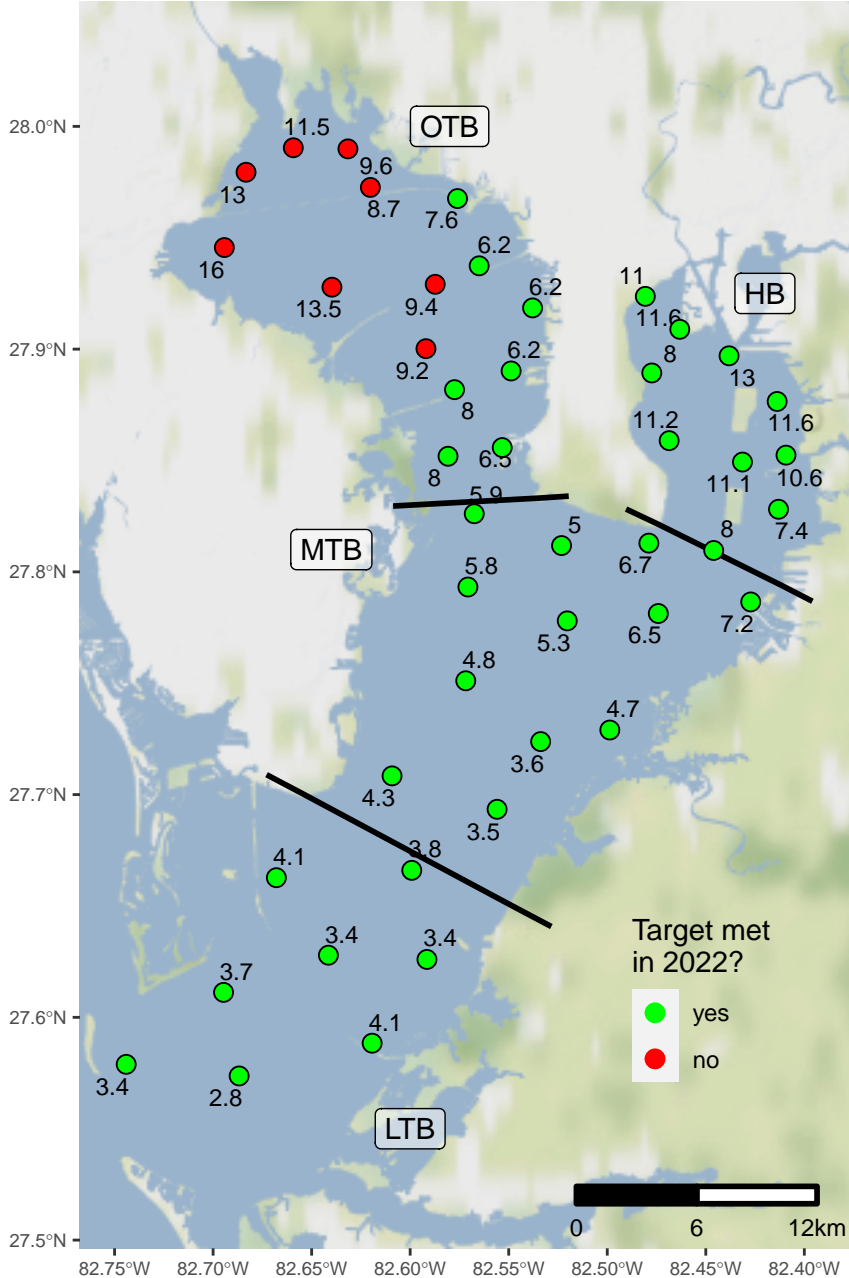 28.0°N
11.5
OTB
9.6
13
8.7
7.6
6.2
16
11
HB
6.2
13.5
9.4
11.6
27.9°N
9.2
6.2
8
13
8
11.2
11.6
8
6.5
11.1
10.6
5.9
7.4
MTB
5
8
27.8°N
5.8
6.7
5.3
6.5
7.2
4.8
4.7
3.6
27.7°N
4.3
3.5
3.8
4.1
Target met
in 2022?
3.4
3.4
3.7
27.6°N
yes
4.1
no
3.4
2.8
LTB
0 6 12km
27.5°N
82.75°W 82.70°W 82.65°W 82.60°W 82.55°W 82.50°W 82.45°W 82.40°W